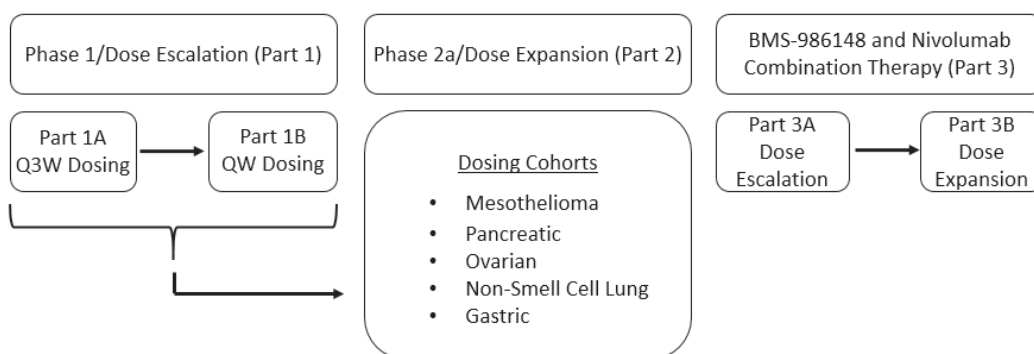 Phase 1/Dose Escalation (Part 1)
Phase 2a/Dose Expansion (Part 2)
BMS-986148 and Nivolumab
Combination Therapy (Part 3)
Part 1A
Q3W Dosing
Part 1B
QW Dosing
Dosing Cohorts
• Mesothelioma
• Pancreatic
• Ovarian
• Non-Smell Cell Lung
• Gastric
Part 3A
Dose
Escalation
Part 3B
Dose
Expansion